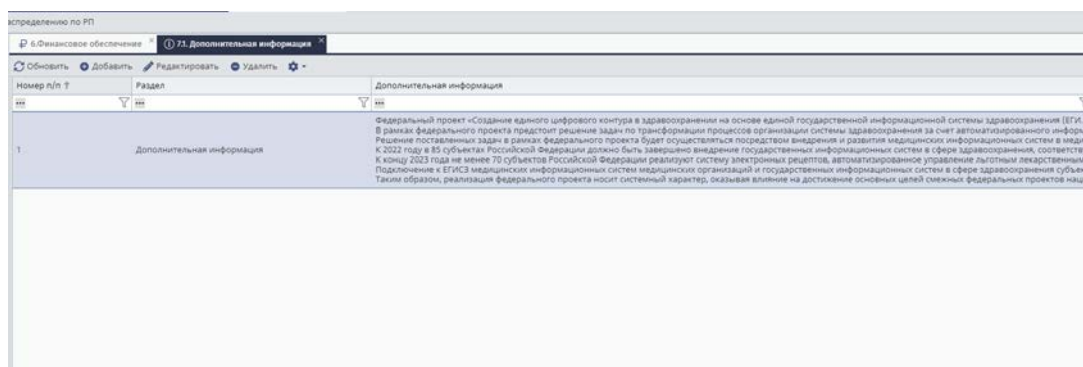 аспределению по РП
6.Финансовое обеспечение
7.1. Дополнительная информация
Обновить Добавить Редактировать Удалить
Номер п/п Раздел Дополнительная информация
Федеральный проект «Создание единого цифрового контура в здравоохранении на основе единой государственной информационной системы здравоохранения (ЕГИ
В рамках федерального проекта предстоит решение задач по трансформации процессов организации системы здравоохранения за счет автоматизированного инфор
Решение поставленных задач в рамках федерального проекта будет осуществляться посредством внедрения и развития медицинских информационных систем в меди
1 Дополнительная информация К 2022 году в 85 субъектах Российской Федерации должно быть завершено внедрение государственных информационных систем в сфере здравоохранения, соответств
К концу 2023 года не менее 70 субъектов Российской Федерации реализуют систему электронных рецептов, автоматизированное управление льготным лекарственным
Подключение к ЕГИСЗ медицинских информационных систем медицинских организаций и государственных информационных систем в сфере здравоохранения субъек
Таким образом, реализация федерального проекта носит системный характер, оказывая влияние на достижение основных целей смежных федеральных проектов нац